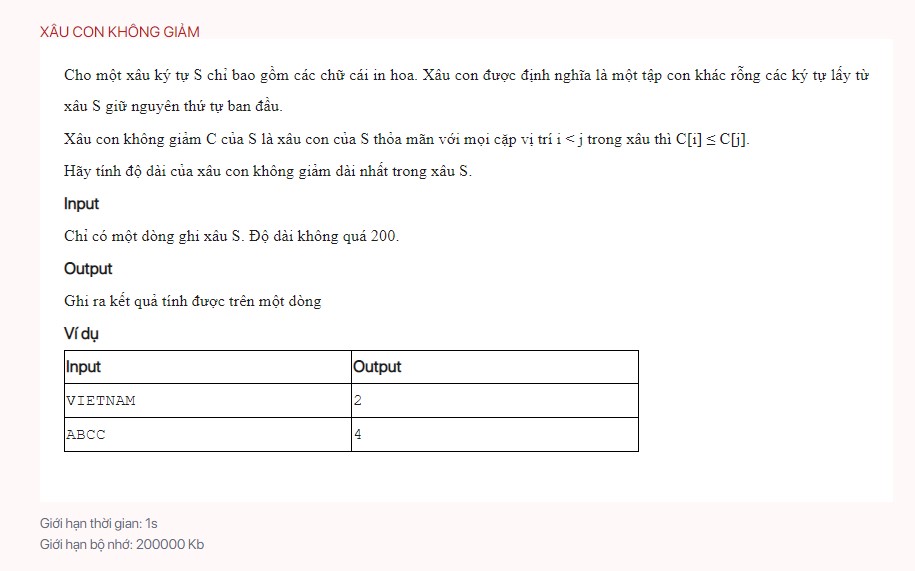 XÂU CON KHÔNG GIẢM
Cho một xâu ký tự S chỉ bao gồm các chữ cái in hoa. Xâu con được định nghĩa là một tập con khác rỗng các ký tự lấy từ
xâu S giữ nguyên thứ tự ban đầu.
Xâu con không giảm C của S là xâu con của S thỏa mãn với mọi cặp vị trí i < j trong xâu thì C[i] ≤ C[j].
Hãy tính độ dài của xâu con không giảm dài nhất trong xâu S.
Input
Chỉ có một dòng ghi xâu S. Độ dài không quá 200.
Output
Ghi ra kết quả tính được trên một dòng
Ví dụ
Input Output
VIETNAM 2
ABCC 4
Giới hạn thời gian: 1s
Giới hạn bộ nhớ: 200000 Kb